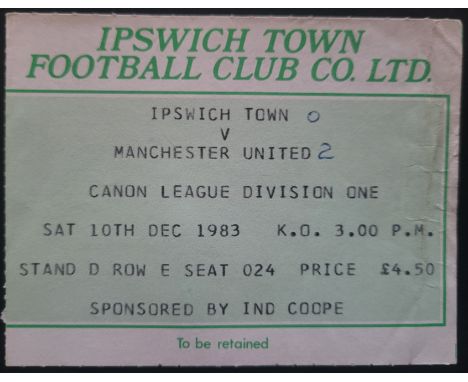 IPSWICH TOWN
FOOTBALL CLUB CO. LTD.
IPSWICH TOWN 0
V
MANCHESTER UNITED 2
CANON LEAGUE DIVISION ONE
SAT 10TH DEC 1983 K.O. 3.00 P.M.
STAND D ROW E SEAT 024 PRICE £4.50
SPONSORED BY IND COOPE
To be retained